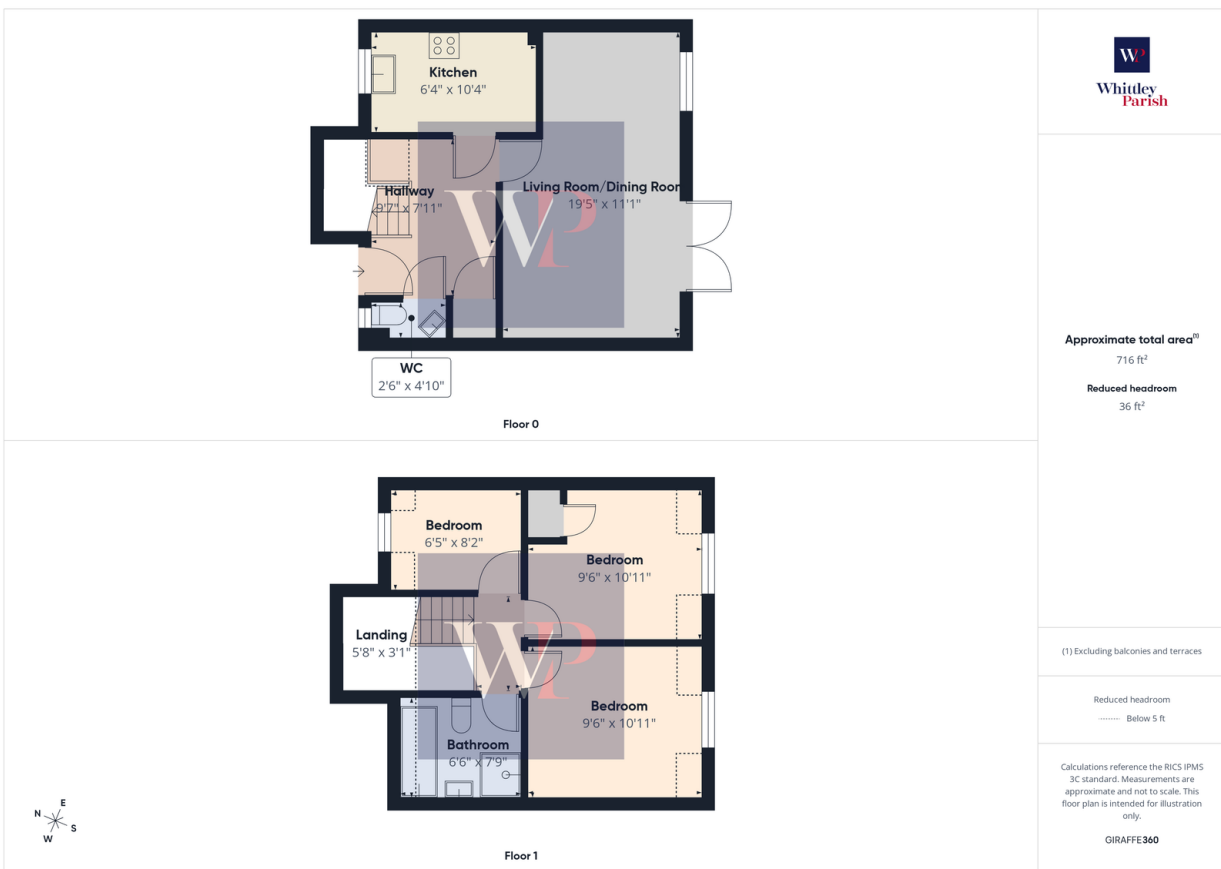 Kitchen
6'4" x 10'4"
Hallway
9'7" x 7'11"
Living Room/Dining Room
19'5" x 11'1"
WP
WC
2'6" x 4'10"
Floor 0
Bedroom
6'5" x 8'2"
Bedroom
9'6" x 10'11"
Landing
5'8" x 3'1"
WP
Bedroom
9'6" x 10'11"
Bathroom
6'6" x 7'9"
N
E
S
W
Floor 1
WP
Whittley
Parish
Approximate total area(1)
716 ft²
Reduced headroom
36 ft²
(1) Excluding balconies and terraces
Reduced headroom
Below 5 ft
Calculations reference the RICS IPMS
3C standard. Measurements are
approximate and not to scale. This
floor plan is intended for illustration
only.
GIRAFFE360